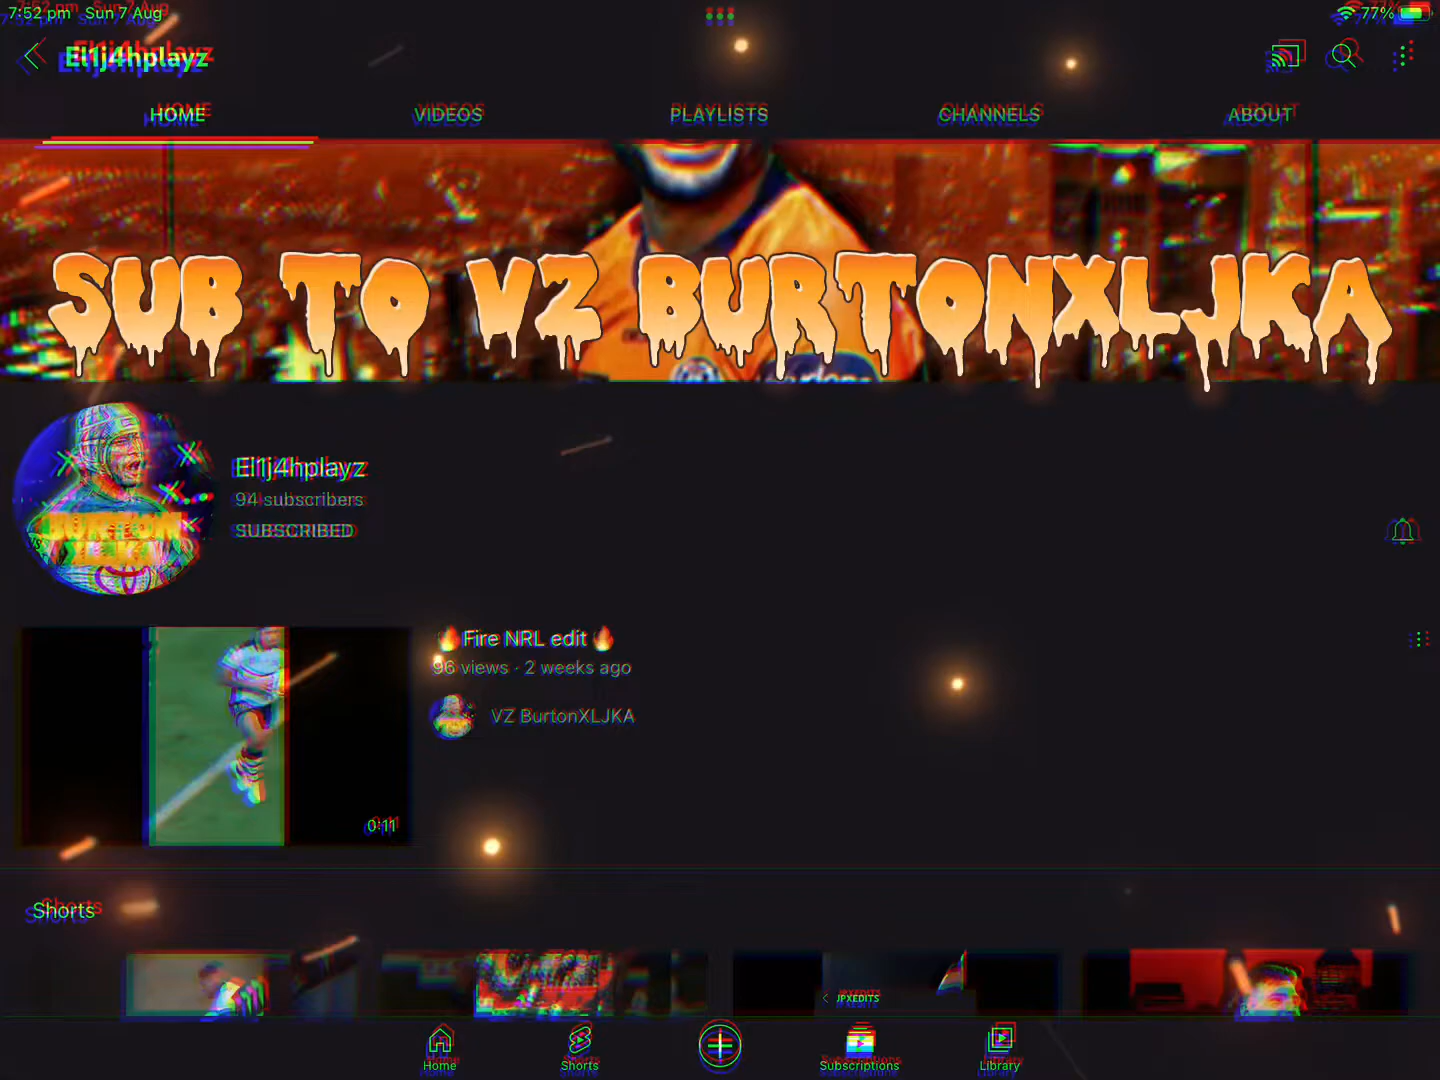 7:52 pm Sun 7 Aug
77%
El1j4hplayz
HOME VIDEOS PLAYLISTS CHANNELS ABOUT
SUB TO VZ BURTONXLJKA
El1j4hplayz
94 subscribers
SUBSCRIBED
BURTON
🔥Fire NRL edit🔥
96 views · 2 weeks ago
VZ BurtonXLJKA
0:11
Shorts
JPXEDITS
Home Shorts Subscriptions Library